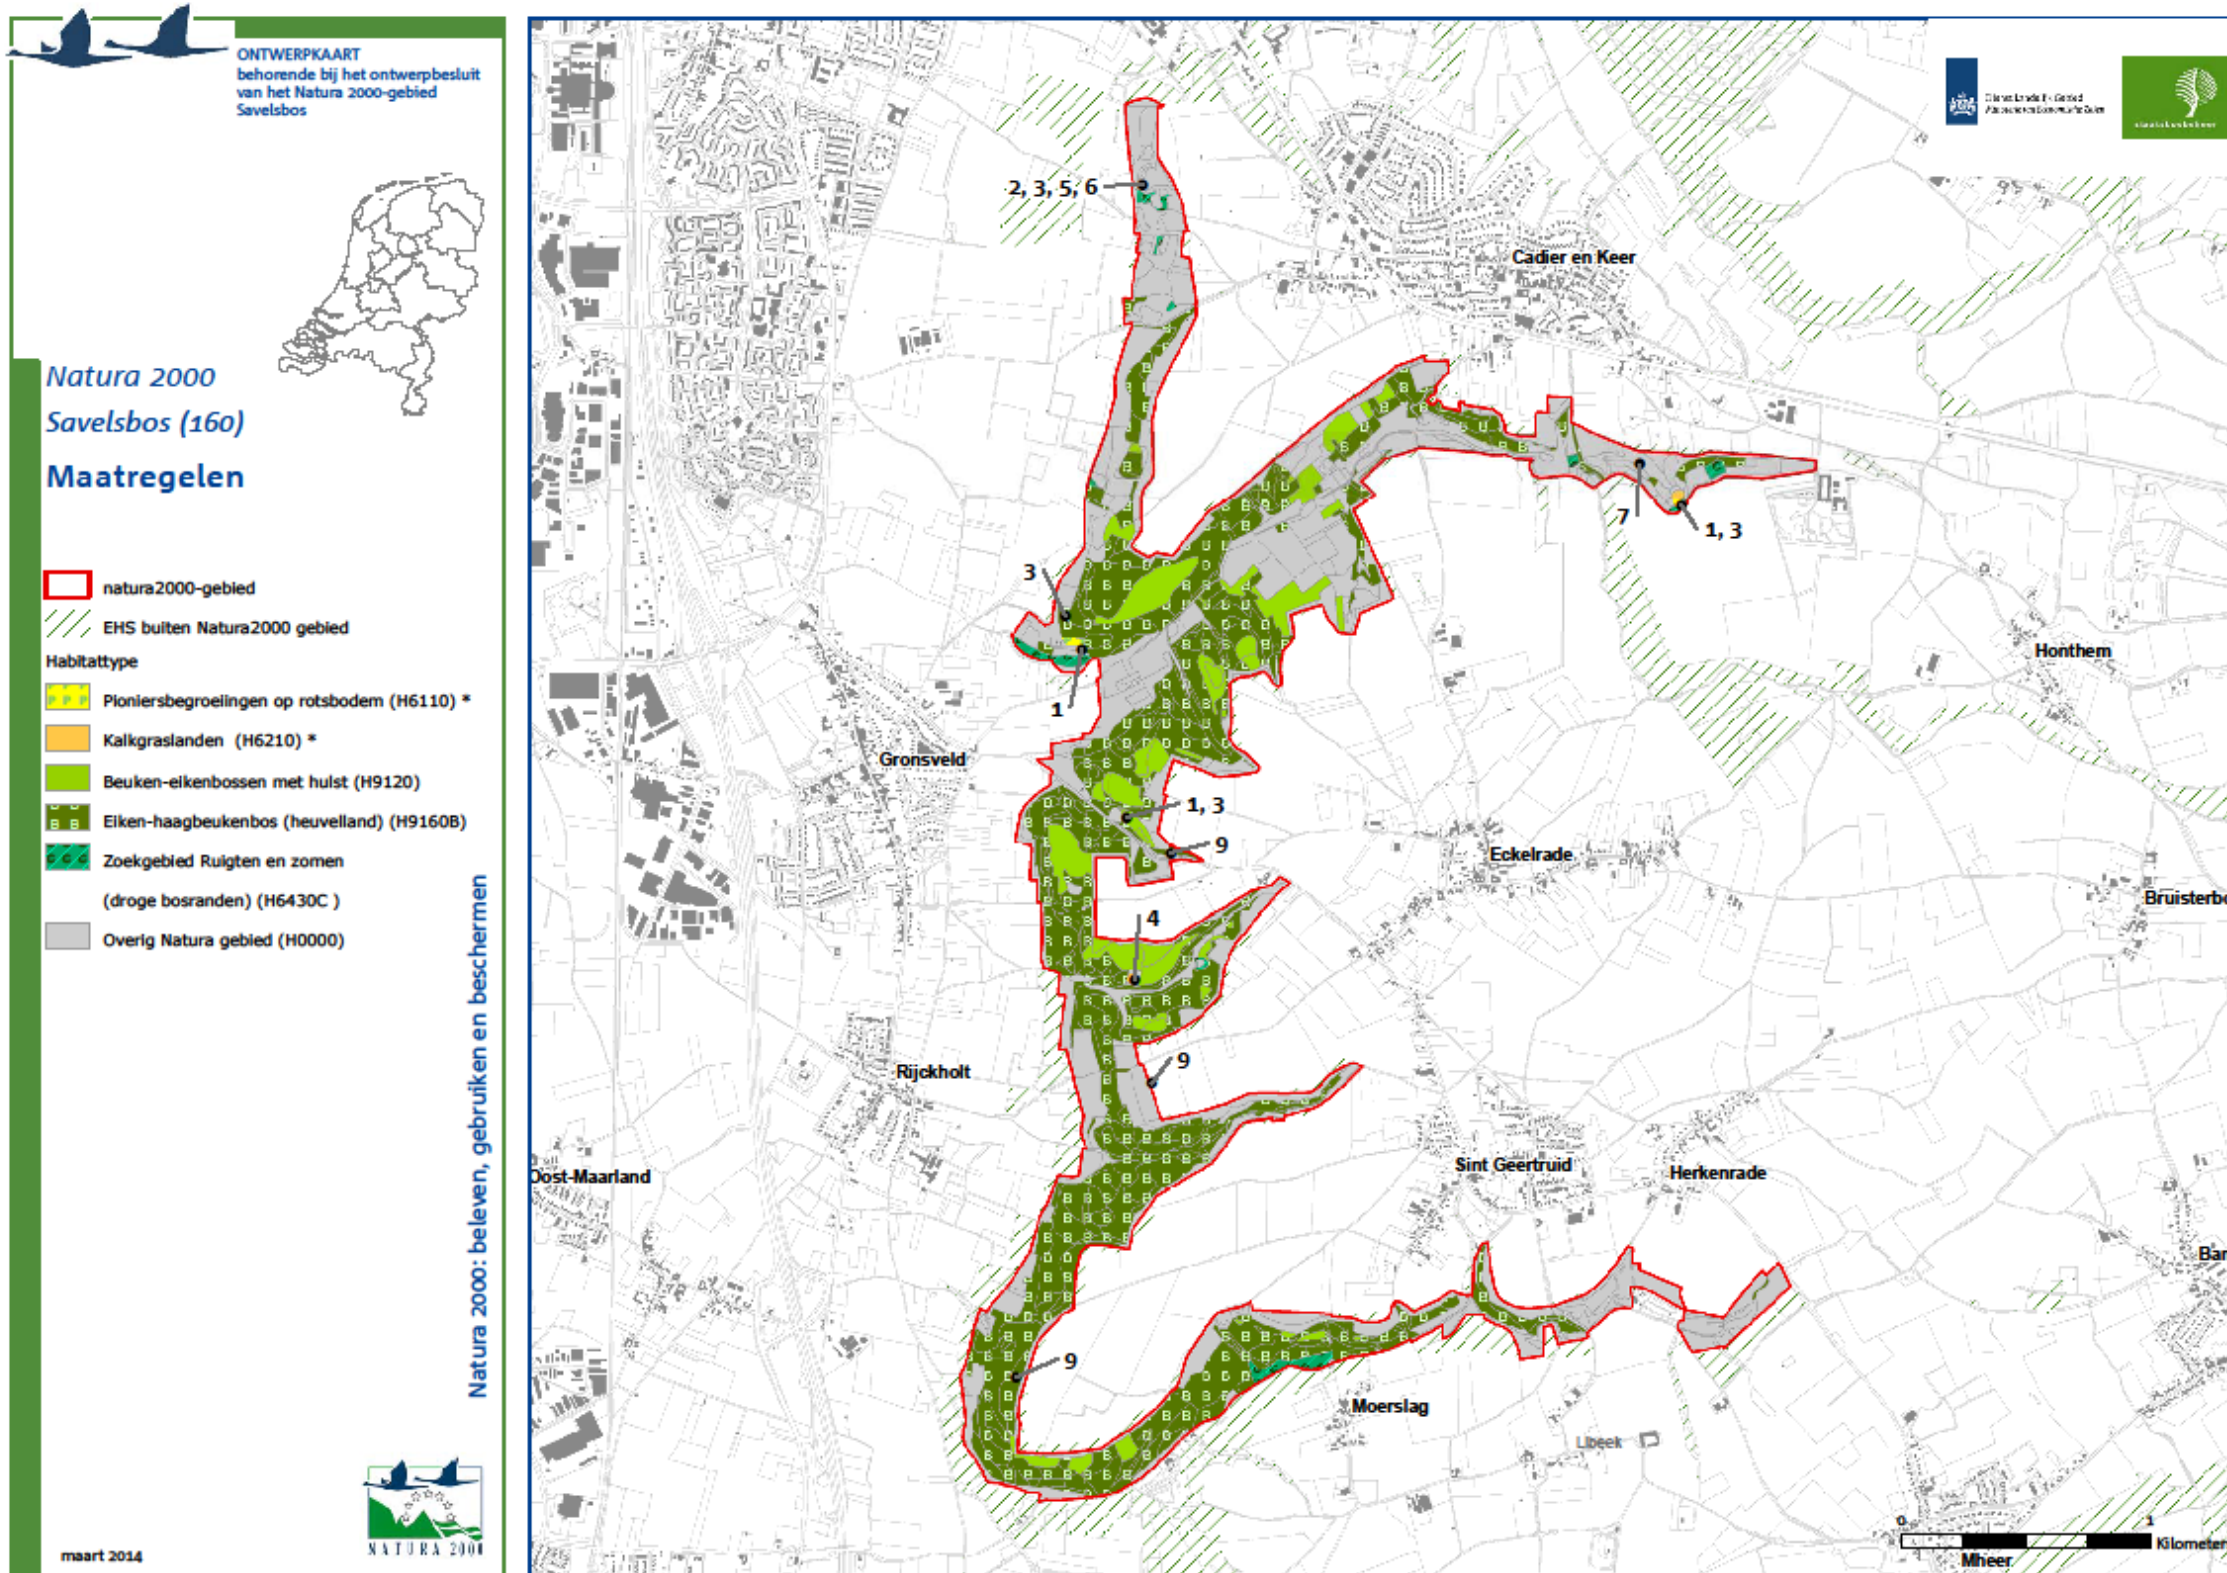 ONTWERPKAART
behorende bij het ontwerpbesluit
van het Natura 2000-gebied
Savelsbos
Natura 2000
Savelsbos (160)
Maatregelen
natura2000-gebied
EHS buiten Natura2000 gebied
Habitattype
Pioniersbegroeiingen op rotsbodem (H6110) *
Kalkgraslanden (H6210) *
Beuken-eikenbossen met hulst (H9120)
Eiken-haagbeukenbos (heuvelland) (H9160B)
Zoekgebied Ruigten en zomen
(droge bosranden) (H6430C )
Overig Natura gebied (H0000)
Natura 2000: beleven, gebruiken en beschermen
NATURA 2000
maart 2014
2, 3, 5, 6
Cadier en Keer
7
1, 3
3
1
Honthem
Gronsveld
1, 3
9
Eckelrade
Bruisterbo
4
9
Rijckholt
Sint Geertruid
Herkenrade
Oost-Maarland
Bar
9
Moerslag
Libeek
0 1
Kilometer
Mheer